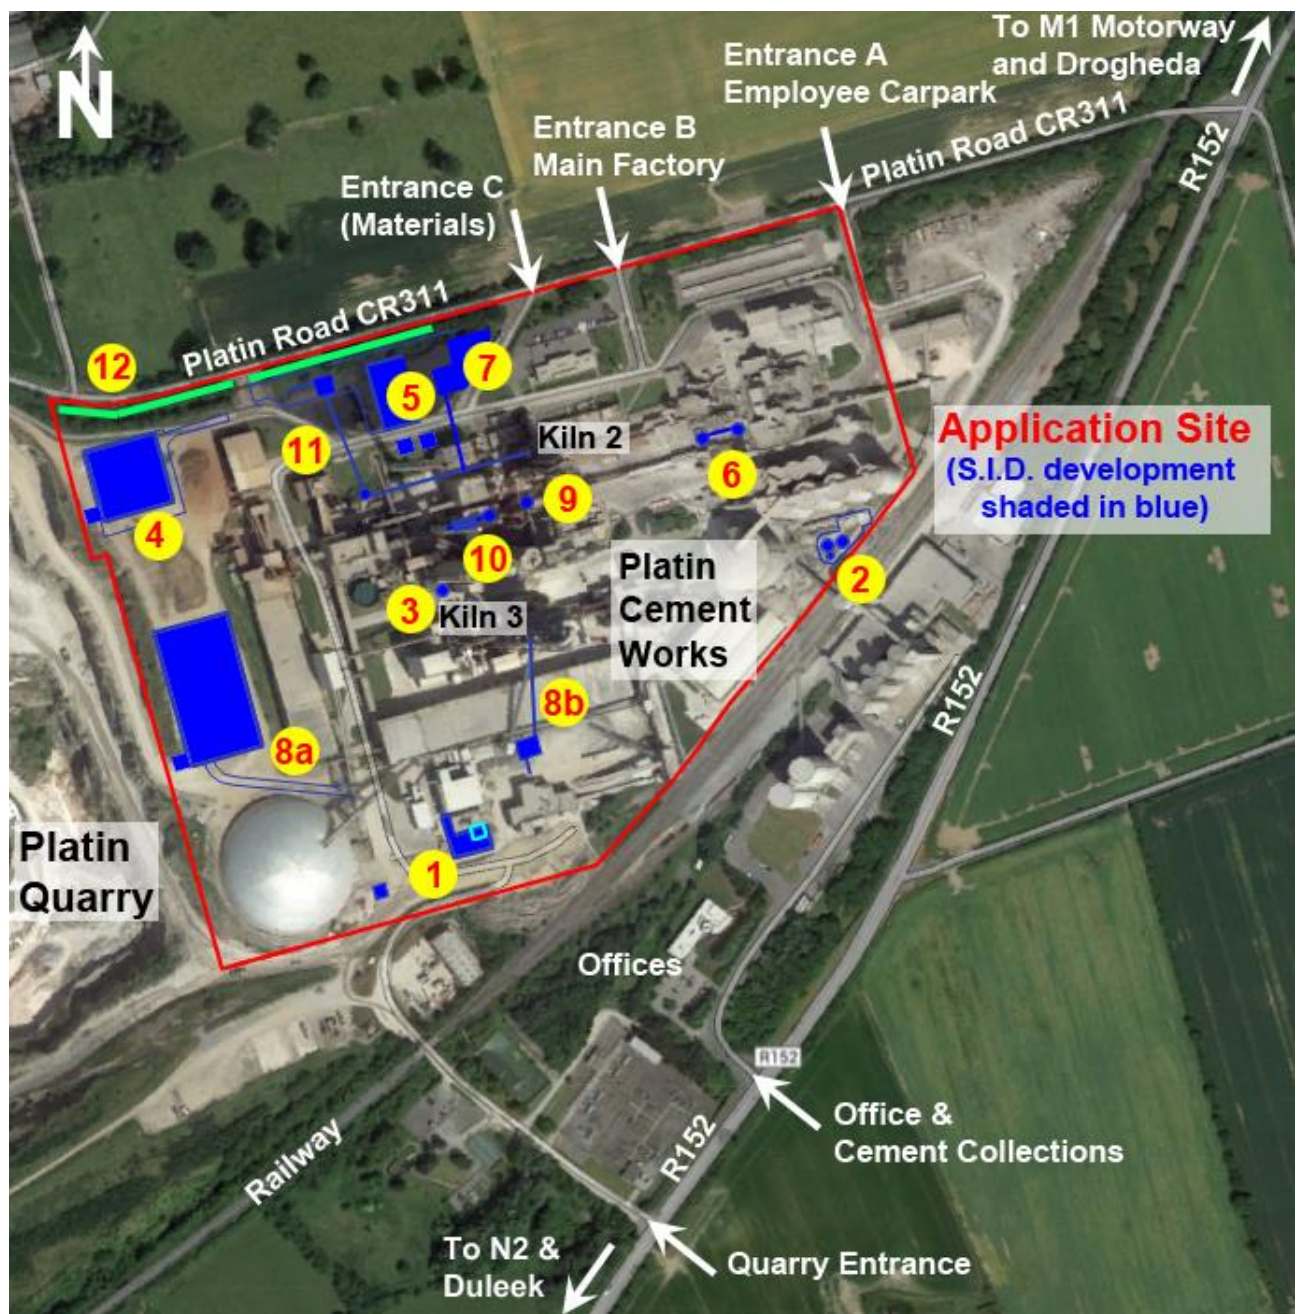 To M1 Motorway
and Drogheda
N
Entrance A
Employee Carpark
Entrance B
Main Factory
Platin Road CR311
R152
Entrance C
(Materials)
Platin Road CR311
12
7
5
Application Site
(S.I.D. development
shaded in blue)
Kiln 2
11
6
9
4
10
Platin
Cement
Works
2
3
Kiln 3
8b
R152
8a
Platin
Quarry
1
Offices
R152
Office &
Cement Collections
R152
Railway
To N2 &
Duleek
Quarry Entrance